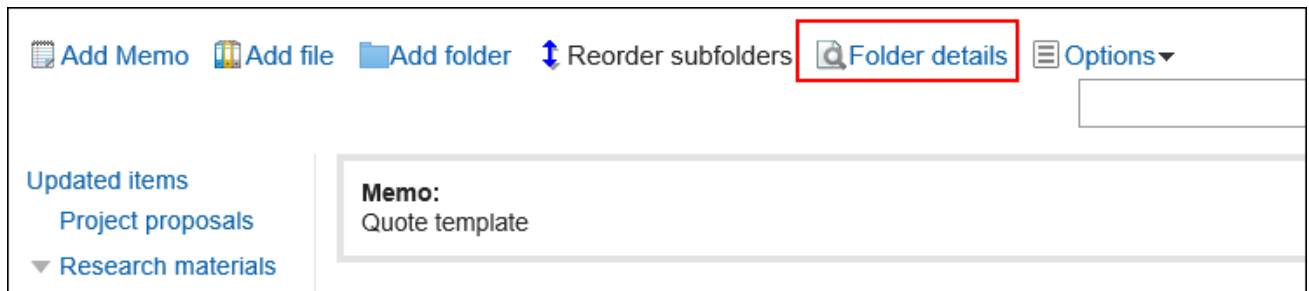 Add Memo Add file Add folder Reorder subfolders Folder details Options
Updated items
Project proposals
Research materials
Memo:
Quote template